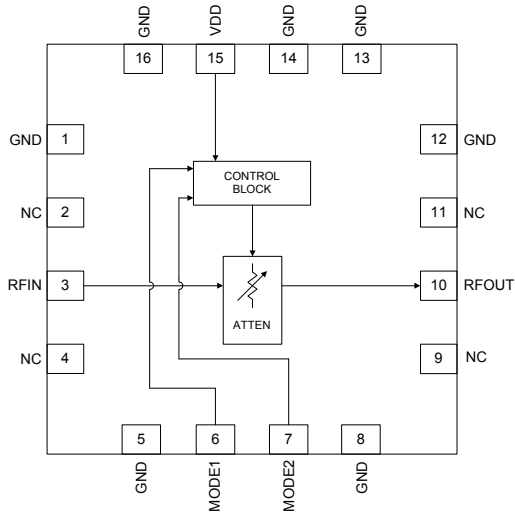 GND
VDD
GND
GND
16
15
14
13
GND 1
12 GND
CONTROL
BLOCK
NC 2
11 NC
RFIN 3
10 RFOUT
ATTEN
NC 4
9 NC
5
6
7
8
GND
MODE1
MODE2
GND